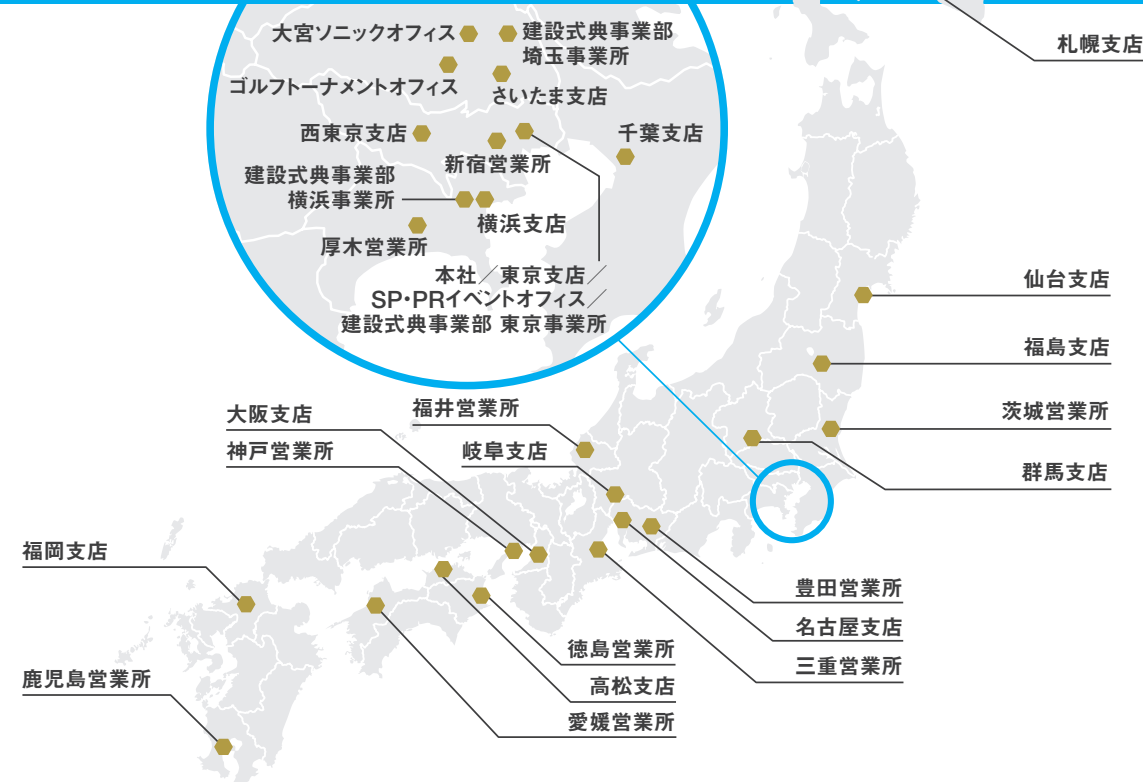 大宮ソニックオフィス
建設式典事業部
埼玉事業所
札幌支店
ゴルフトーナメントオフィス
さいたま支店
西東京支店
新宿営業所
千葉支店
建設式典事業部
横浜事業所
横浜支店
厚木営業所
本社／東京支店／
SP・PRイベントオフィス／
建設式典事業部 東京事業所
仙台支店
福島支店
茨城営業所
群馬支店
大阪支店
福井営業所
神戸営業所
岐阜支店
福岡支店
豊田営業所
名古屋支店
三重営業所
徳島営業所
高松支店
愛媛営業所
鹿児島営業所